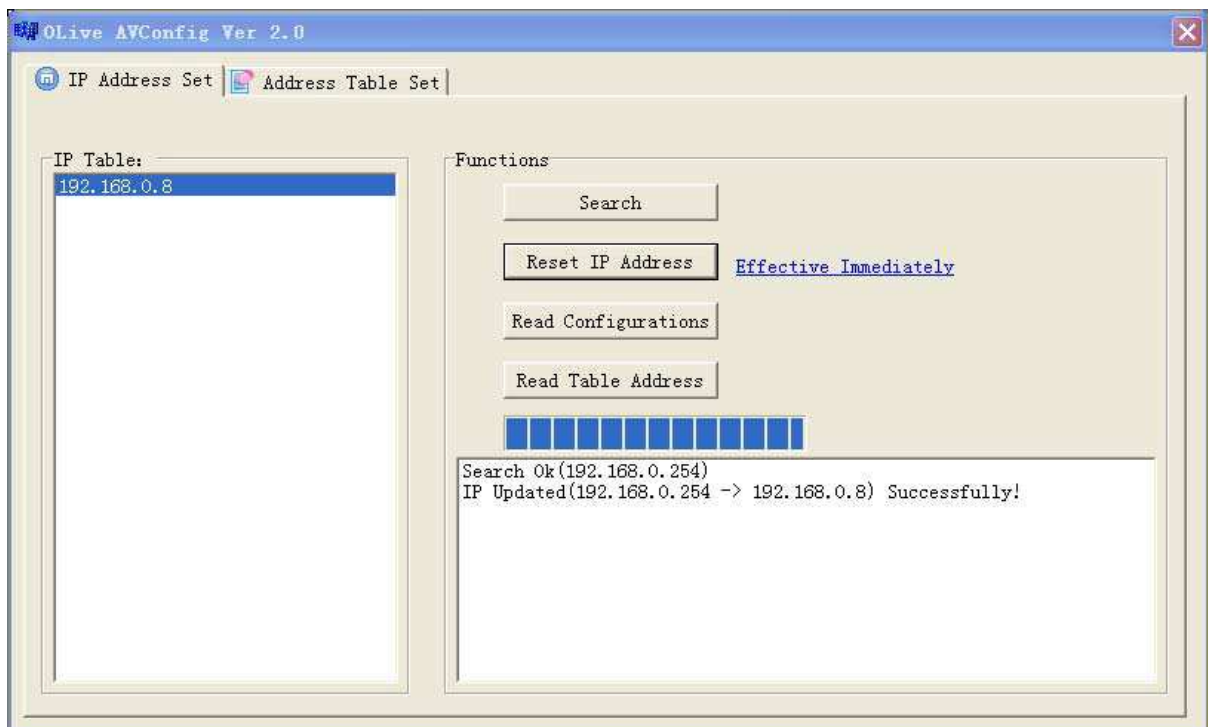 OLive AVConfig Ver 2.0
IP Address Set
Address Table Set
IP Table:
192.168.0.8
Functions
Search
Reset IP Address
Effective Immediately
Read Configurations
Read Table Address
Search Ok(192.168.0.254)
IP Updated(192.168.0.254 -> 192.168.0.8) Successfully!